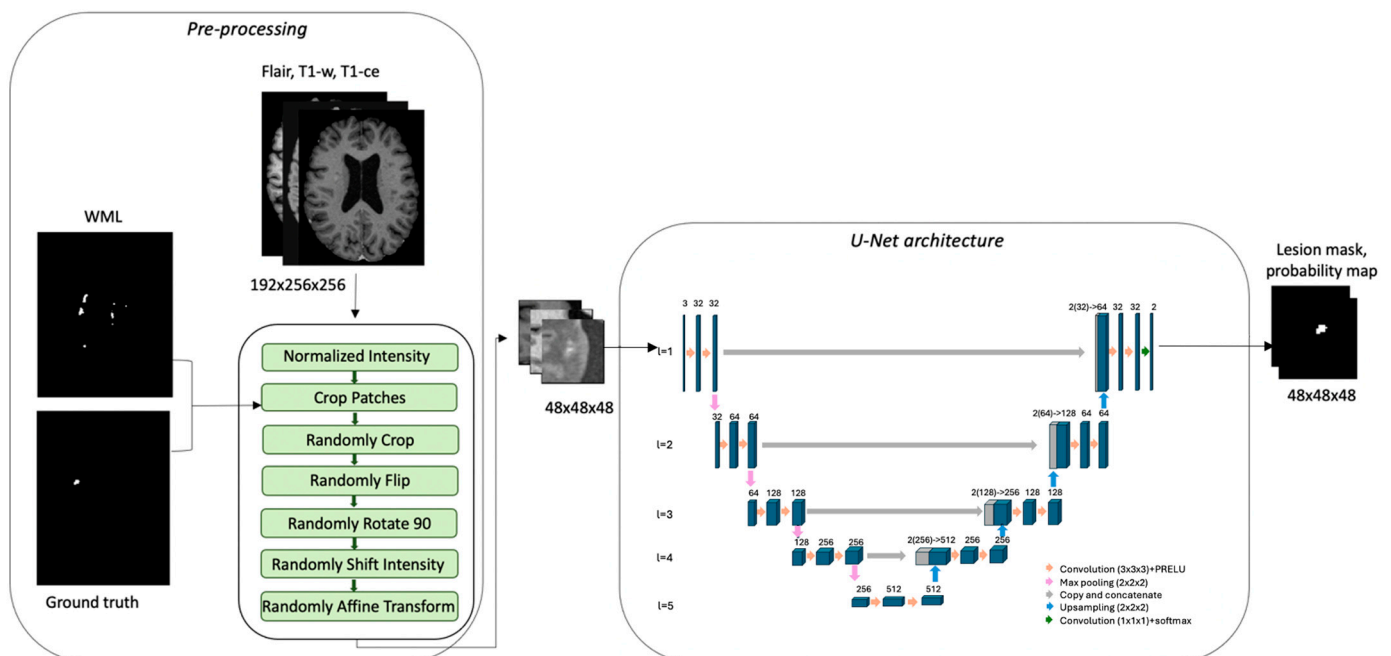 Pre-processing
Flair, T1-w, T1-ce
WML
192x256x256
Normalized Intensity
Crop Patches
Randomly Crop
Randomly Flip
Randomly Rotate 90
Randomly Shift Intensity
Randomly Affine Transform
Ground truth
48x48x48
U-Net architecture
l=1
3 32 32
2(32)->64 32 32 2
l=2
32 64 64
2(64)->128 64 64
l=3
64 128 128
2(128)->256 128 128
l=4
128 256 256
2(256)->512 256 256
l=5
256 512 512
Convolution (3x3x3)+PRELU
Max pooling (2x2x2)
Copy and concatenate
Upsampling (2x2x2)
Convolution (1x1x1)+softmax
Lesion mask,
probability map
48x48x48